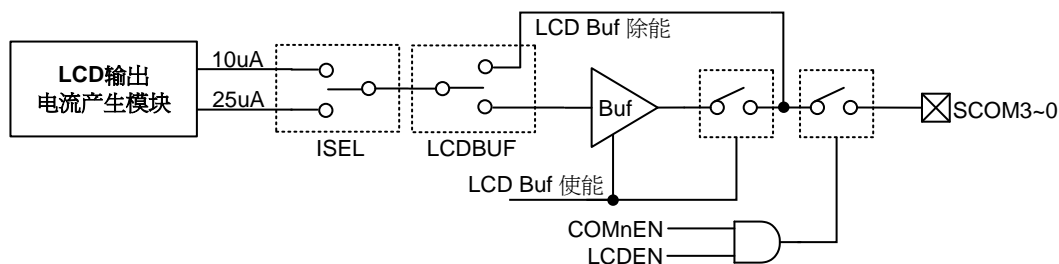 LCD Buf 除能
LCD输出
电流产生模块
10uA
25uA
ISEL
LCDBUF
Buf
SCOM3~0
LCD Buf 使能
COMnEN
LCDEN